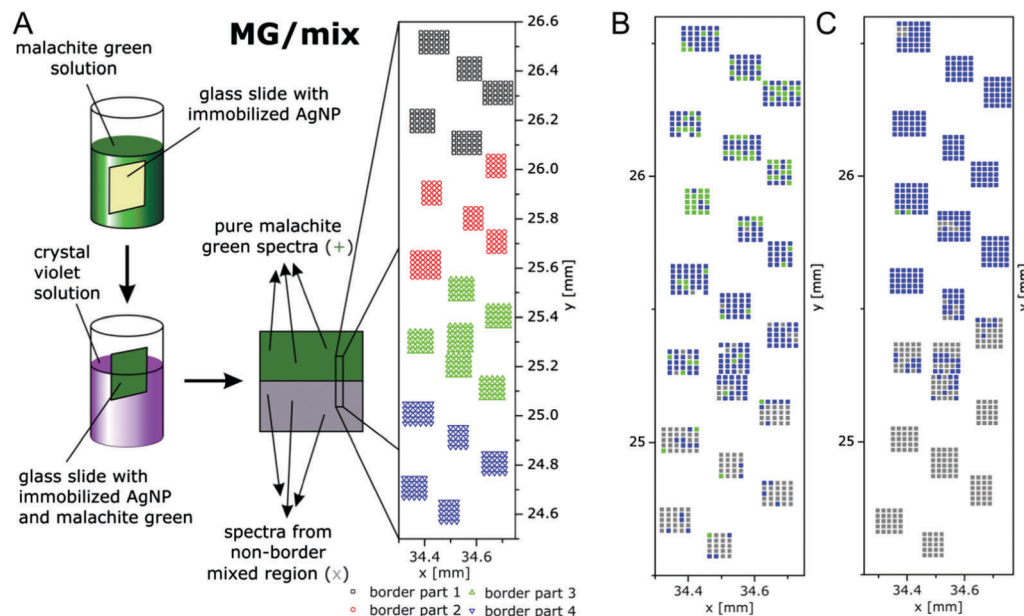 A
MG/mix
malachite green
solution
glass slide with
immobilized AgNP
crystal
violet
solution
glass slide with
immobilized AgNP
and malachite green
pure malachite
green spectra (+)
spectra from
non-border
mixed region (x)
26.6
26.4
26.2
26.0
25.8
25.6
25.4
25.2
25.0
24.8
24.6
y [mm]
34.4 34.6
x [mm]
border part 1
border part 2
border part 3
border part 4
B
y [mm]
26
25
34.4 34.6
x [mm]
C
y [mm]
26
25
34.4 34.6
x [mm]